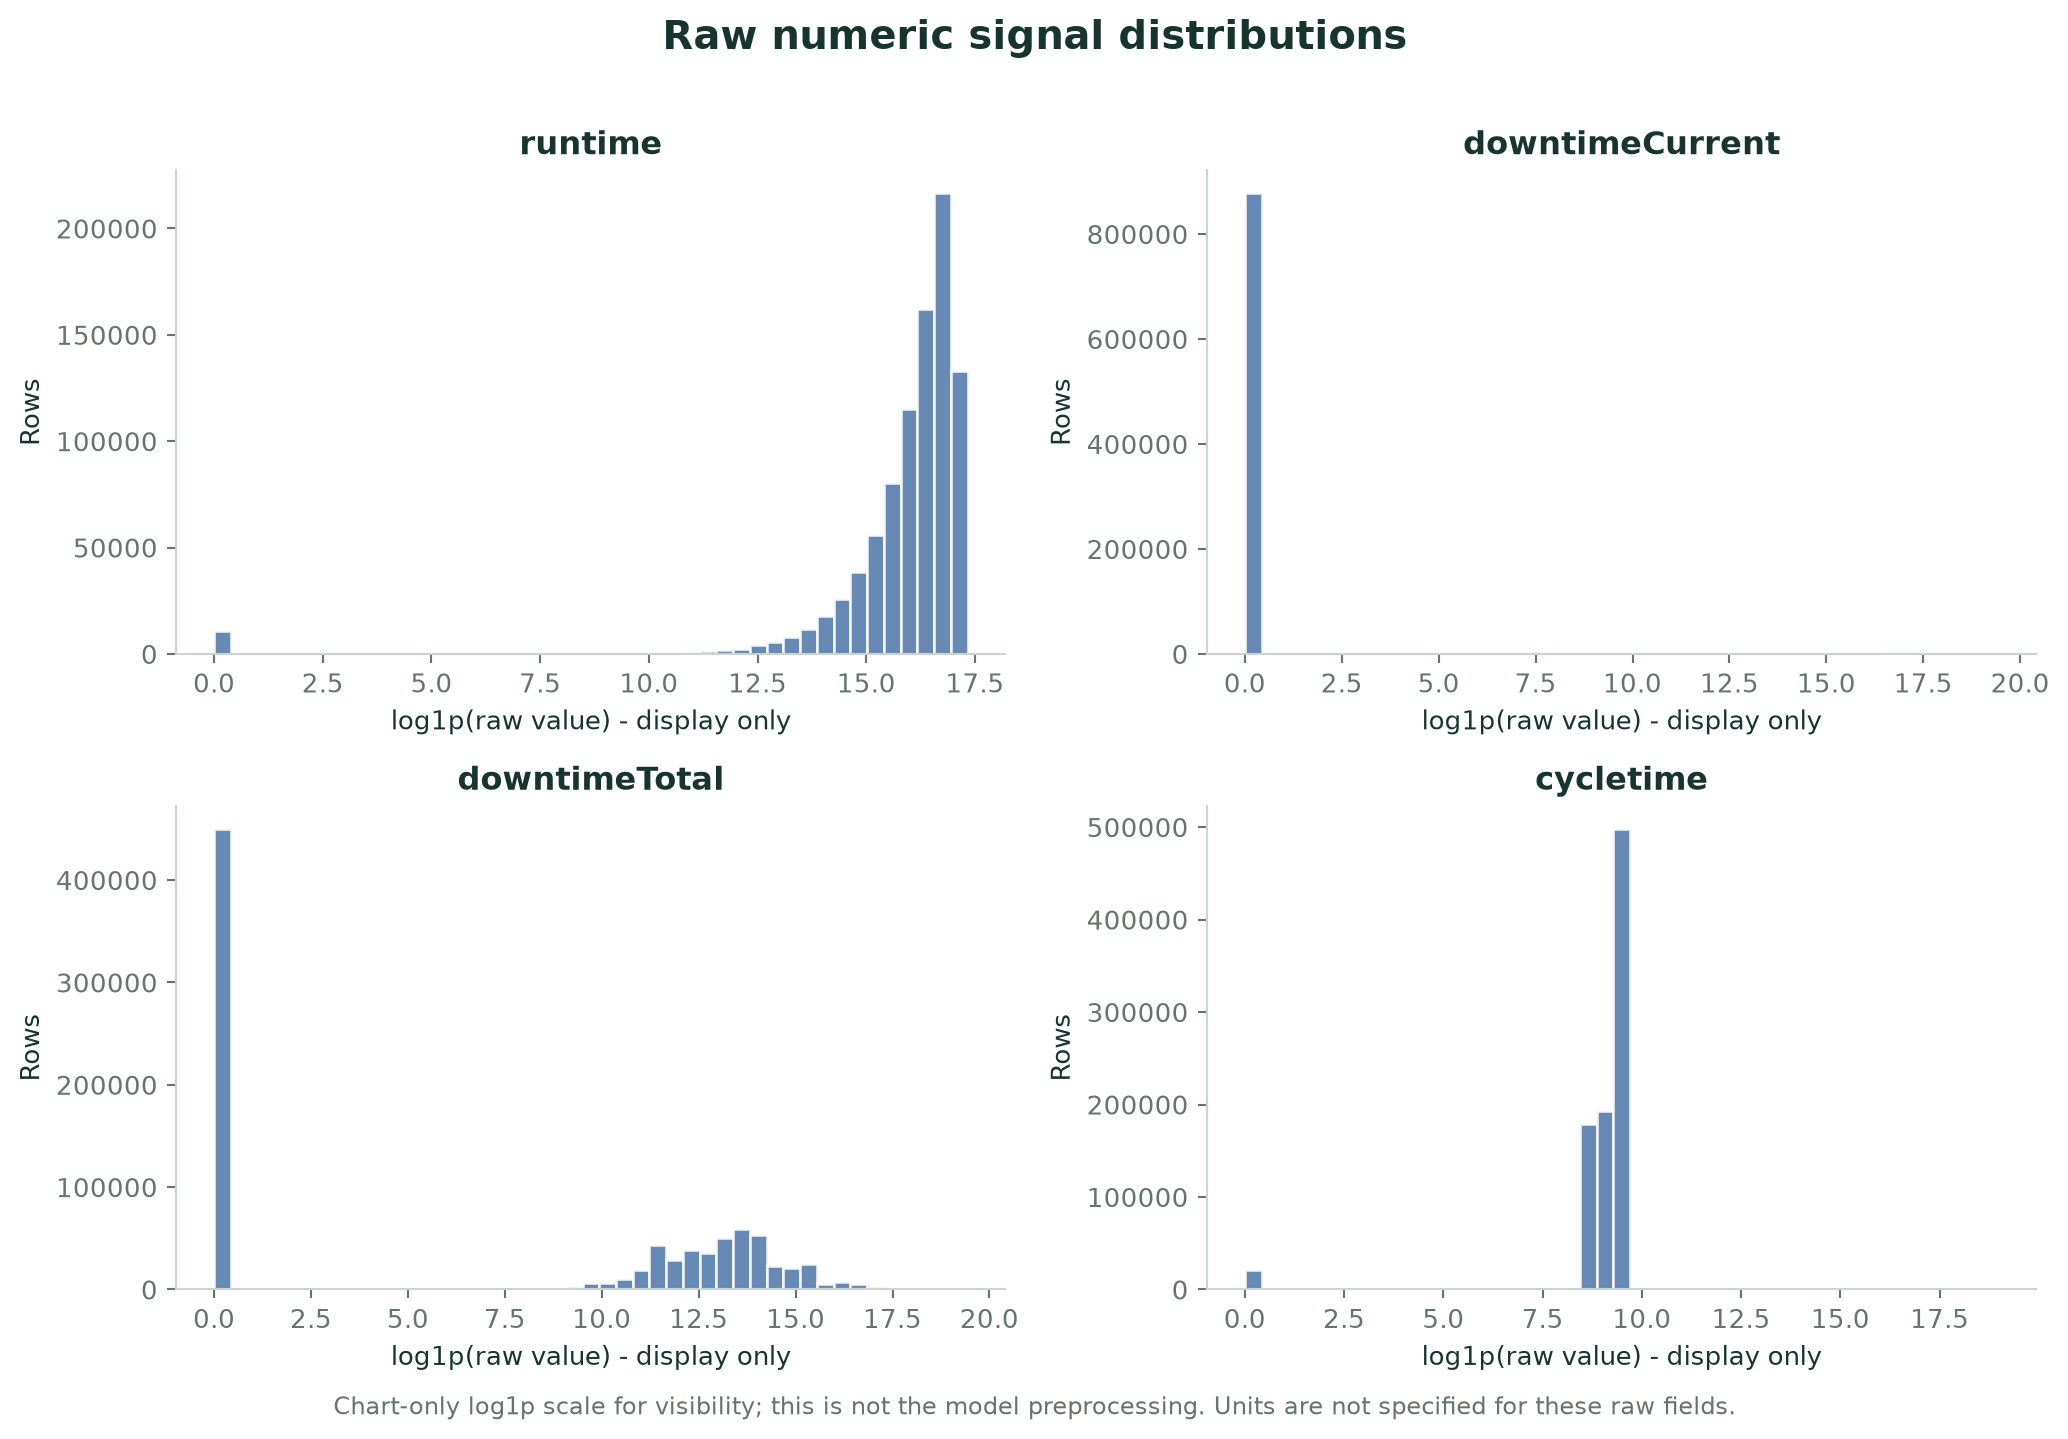 Raw numeric signal distributions
runtime
200000
150000
100000
50000
0
Rows
0.0 2.5 5.0 7.5 10.0 12.5 15.0 17.5
log1p(raw value) - display only
downtimeCurrent
800000
600000
400000
200000
0
Rows
0.0 2.5 5.0 7.5 10.0 12.5 15.0 17.5 20.0
log1p(raw value) - display only
downtimeTotal
400000
300000
200000
100000
0
Rows
0.0 2.5 5.0 7.5 10.0 12.5 15.0 17.5 20.0
log1p(raw value) - display only
cycletime
500000
400000
300000
200000
100000
0
Rows
0.0 2.5 5.0 7.5 10.0 12.5 15.0 17.5
log1p(raw value) - display only
Chart-only log1p scale for visibility; this is not the model preprocessing. Units are not specified for these raw fields.